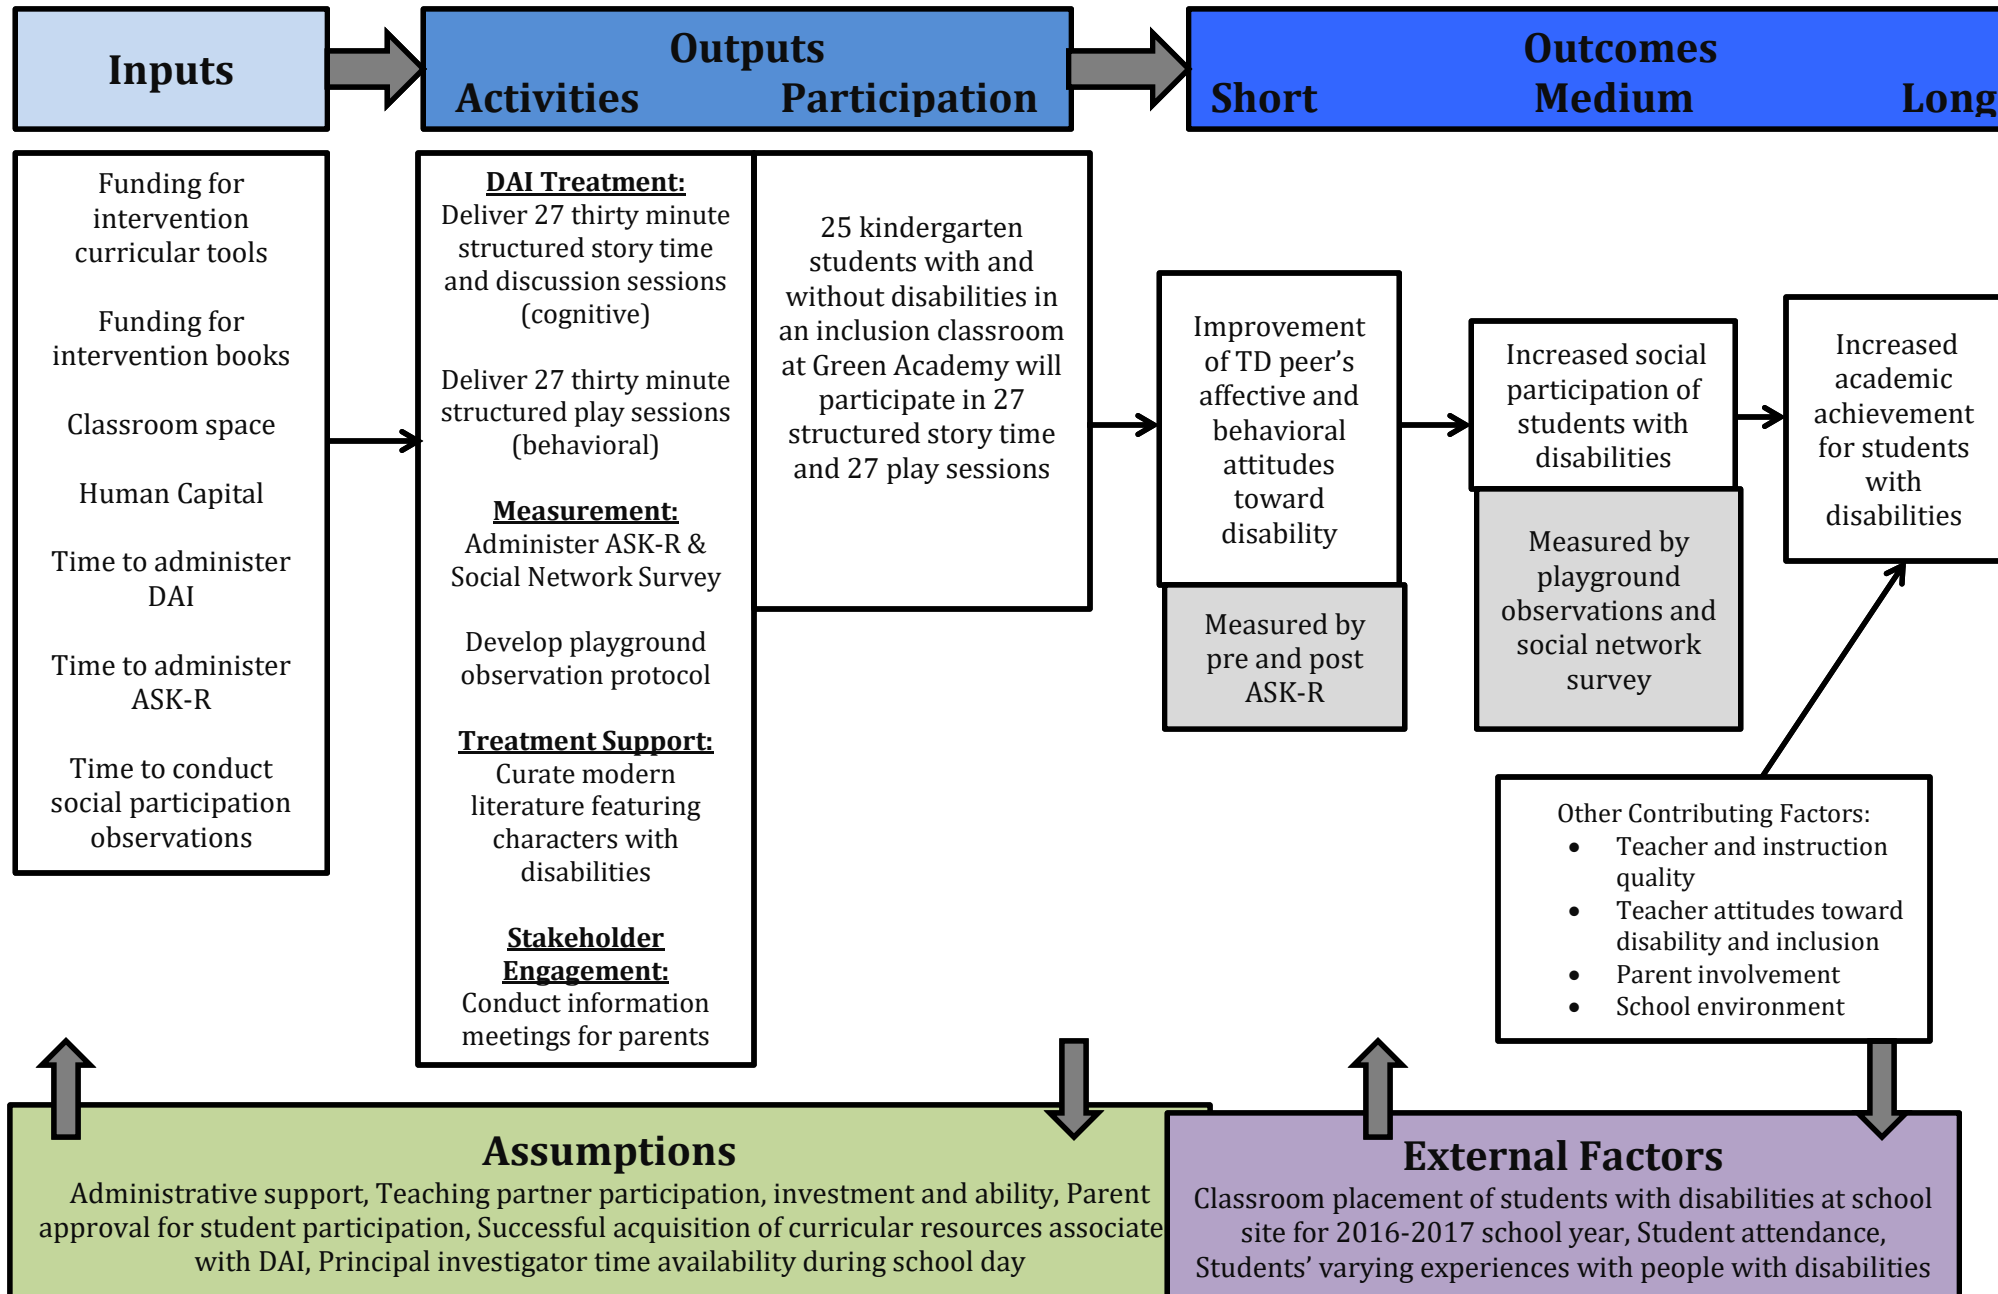 Inputs
Outputs
Activities Participation
Outcomes
Short Medium Long
Funding for
intervention
curricular tools
Funding for
intervention books
Classroom space
Human Capital
Time to administer
DAI
Time to administer
ASK-R
Time to conduct
social participation
observations
DAI Treatment:
Deliver 27 thirty minute
structured story time
and discussion sessions
(cognitive)
Deliver 27 thirty minute
structured play sessions
(behavioral)
Measurement:
Administer ASK-R &
Social Network Survey
Develop playground
observation protocol
Treatment Support:
Curate modern
literature featuring
characters with
disabilities
Stakeholder
Engagement:
Conduct information
meetings for parents
25 kindergarten
students with and
without disabilities in
an inclusion classroom
at Green Academy will
participate in 27
structured story time
and 27 play sessions
Improvement
of TD peer’s
affective and
behavioral
attitudes
toward
disability
Measured by
pre and post
ASK-R
Increased social
participation of
students with
disabilities
Measured by
playground
observations and
social network
survey
Increased
academic
achievement
for students
with
disabilities
Other Contributing Factors:
• Teacher and instruction
quality
• Teacher attitudes toward
disability and inclusion
• Parent involvement
• School environment
Assumptions
Administrative support, Teaching partner participation, investment and ability, Parent
approval for student participation, Successful acquisition of curricular resources associate
with DAI, Principal investigator time availability during school day
External Factors
Classroom placement of students with disabilities at school
site for 2016-2017 school year, Student attendance,
Students’ varying experiences with people with disabilities